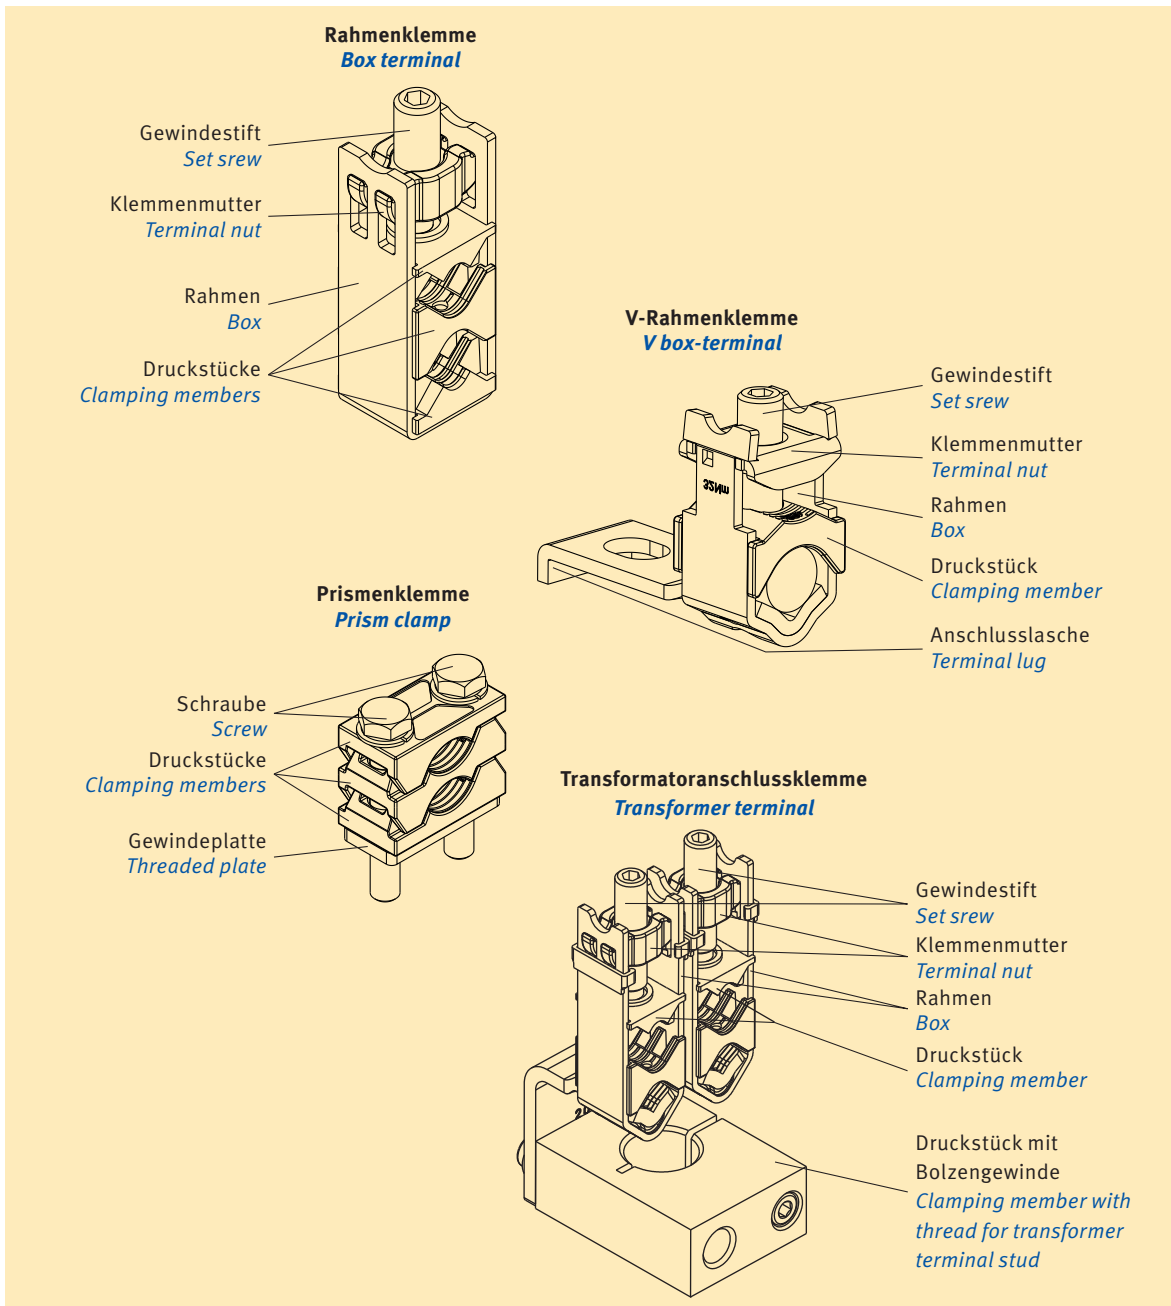 Rahmenklemme
Box terminal
Gewindestift
Set srew
Klemmenmutter
Terminal nut
Rahmen
Box
Druckstücke
Clamping members
V-Rahmenklemme
V box-terminal
Gewindestift
Set srew
Klemmenmutter
Terminal nut
Rahmen
Box
Druckstück
Clamping member
Anschlusslasche
Terminal lug
32Nm
Prismenklemme
Prism clamp
Schraube
Screw
Druckstücke
Clamping members
Gewindeplatte
Threaded plate
Transformatoranschlussklemme
Transformer terminal
Gewindestift
Set srew
Klemmenmutter
Terminal nut
Rahmen
Box
Druckstück
Clamping member
Druckstück mit
Bolzengewinde
Clamping member with
thread for transformer
terminal stud